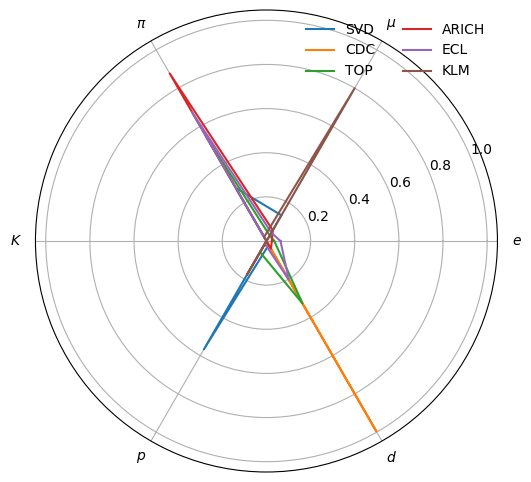 π
μ
SVD ARICH
CDC ECL
TOP KLM
1.0
0.8
0.6
0.4
0.2
K
e
p
d